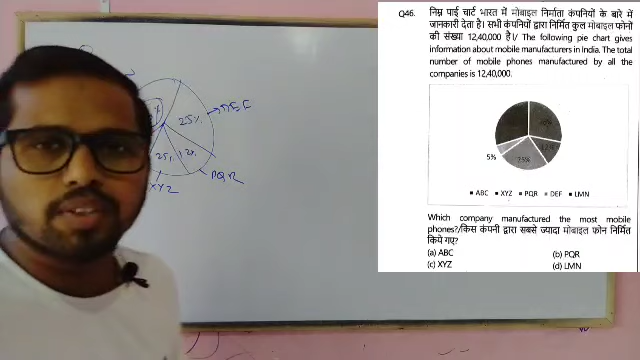 25%
DEF
25%
12%
PQR
XYZ
Q46. निम्न पाई चार्ट भारत में मोबाइल निर्माता कंपनियों के बारे में
जानकारी देता है। सभी कंपनियों द्वारा निर्मित कुल मोबाइल फोनों
की संख्या 12,40,000 है।/ The following pie chart gives
information about mobile manufacturers in India. The total
number of mobile phones manufactured by all the
companies is 12,40,000.
5%
25%
■ ABC ■ XYZ ■ PQR ■ DEF ■ LMN
Which company manufactured the most mobile
phones?/किस कंपनी द्वारा सबसे ज्यादा मोबाइल फोन निर्मित
किये गए?
(a) ABC (b) PQR
(c) XYZ (d) LMN